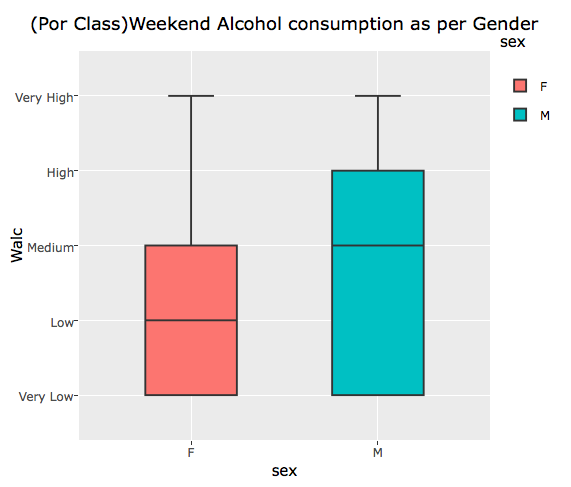 (Por Class)Weekend Alcohol consumption as per Gender
sex
F
M
Very High
High
Medium
Low
Very Low
Walc
F
M
sex